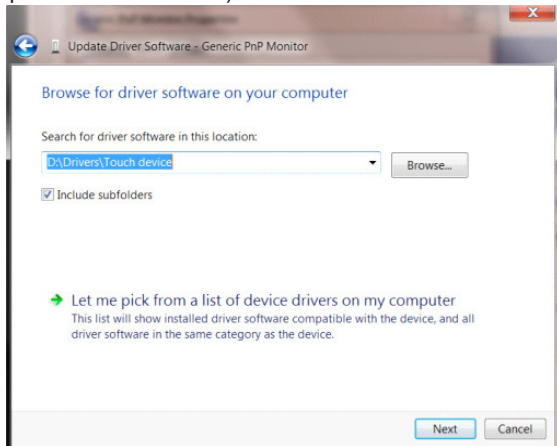 Update Driver Software - Generic PnP Monitor
Browse for driver software on your computer
Search for driver software in this location:
D:\Drivers\Touch device
Browse...
Include subfolders
Let me pick from a list of device drivers on my computer
This list will show installed driver software compatible with the device, and all
driver software in the same category as the device.
Next
Cancel